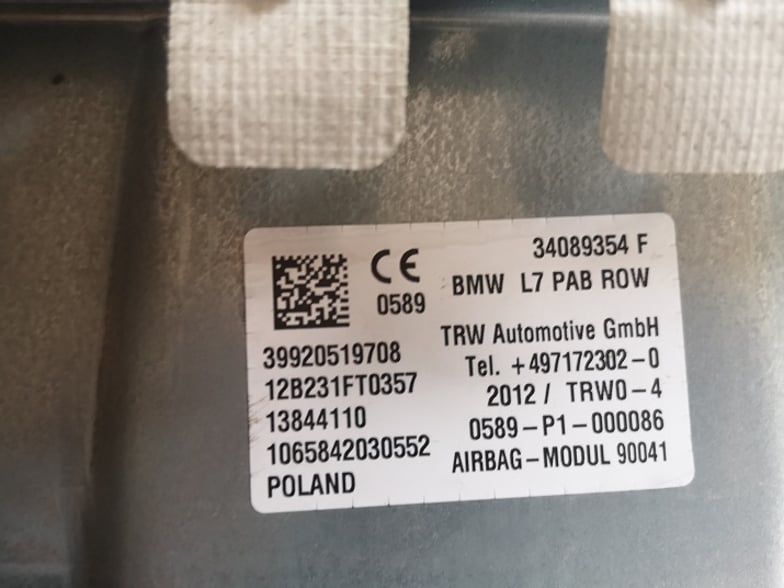 CE
0589
39920519708
12B231FT0357
13844110
1065842030552
POLAND
34089354 F
BMW L7 PAB ROW
TRW Automotive GmbH
Tel. +497172302-0
2012 / TRW0-4
0589-P1-000086
AIRBAG-MODUL 90041